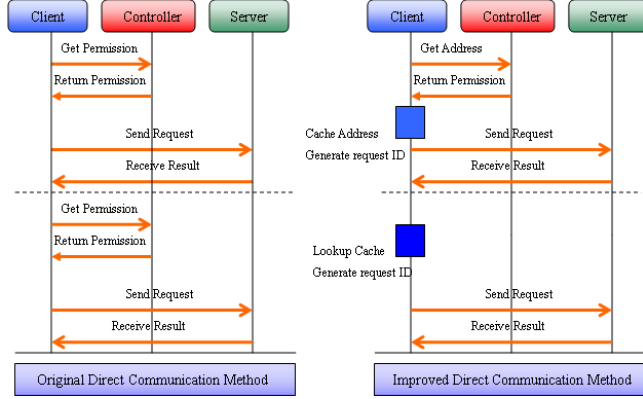 Client
Controller
Server
Get Permission
Return Permission
Send Request
Receive Result
Get Permission
Return Permission
Send Request
Receive Result
Original Direct Communication Method
Client
Controller
Server
Get Address
Return Permission
Cache Address
Send Request
Generate request ID
Receive Result
Lookup Cache
Generate request ID
Send Request
Receive Result
Improved Direct Communication Method